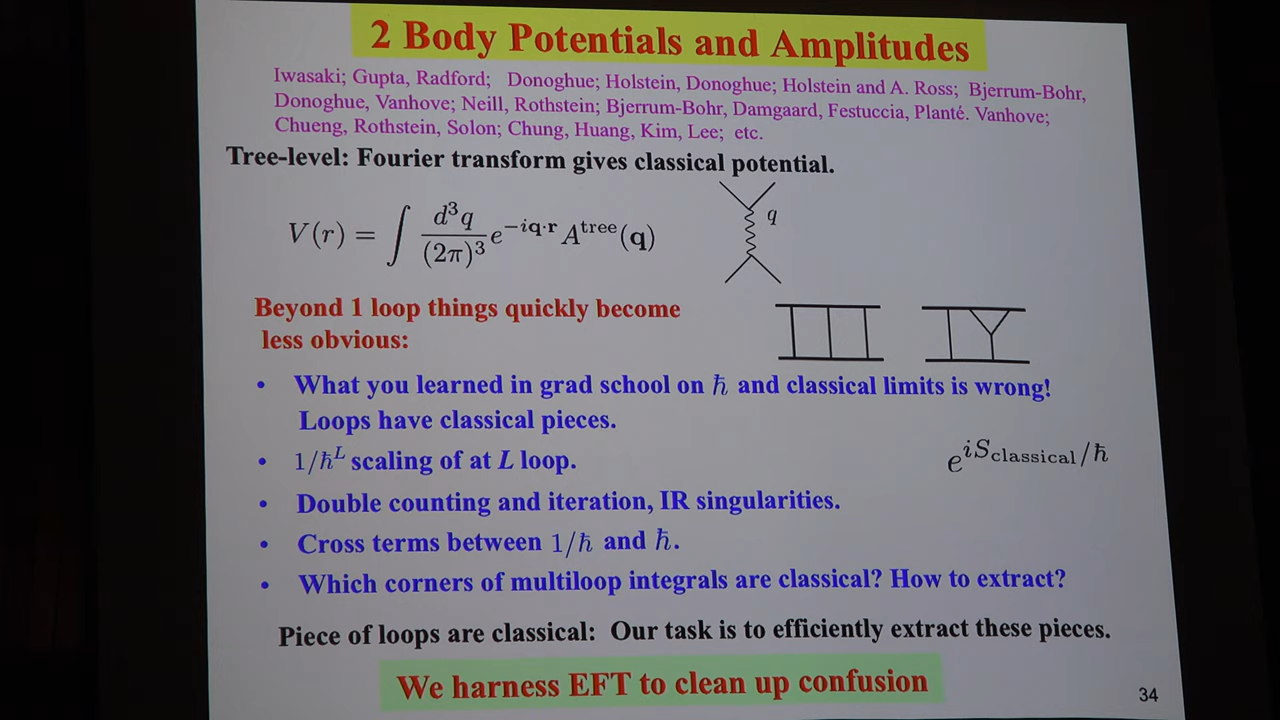 2 Body Potentials and Amplitudes
Iwasaki; Gupta, Radford; Donoghue; Holstein, Donoghue; Holstein and A. Ross; Bjerrum-Bohr,
Donoghue, Vanhove; Neill, Rothstein; Bjerrum-Bohr, Damgaard, Festuccia, Planté. Vanhove;
Chueng, Rothstein, Solon; Chung, Huang, Kim, Lee; etc.
Tree-level: Fourier transform gives classical potential.
V(r) = ∫ d³q/(2π)³ e^{−iq·r} A^{tree}(q)
q
Beyond 1 loop things quickly become
less obvious:
• What you learned in grad school on ℏ and classical limits is wrong!
Loops have classical pieces.
• 1/ℏ^L scaling of at L loop.
e^{iS_{classical}/ℏ}
• Double counting and iteration, IR singularities.
• Cross terms between 1/ℏ and ℏ.
• Which corners of multiloop integrals are classical? How to extract?
Piece of loops are classical: Our task is to efficiently extract these pieces.
We harness EFT to clean up confusion
34